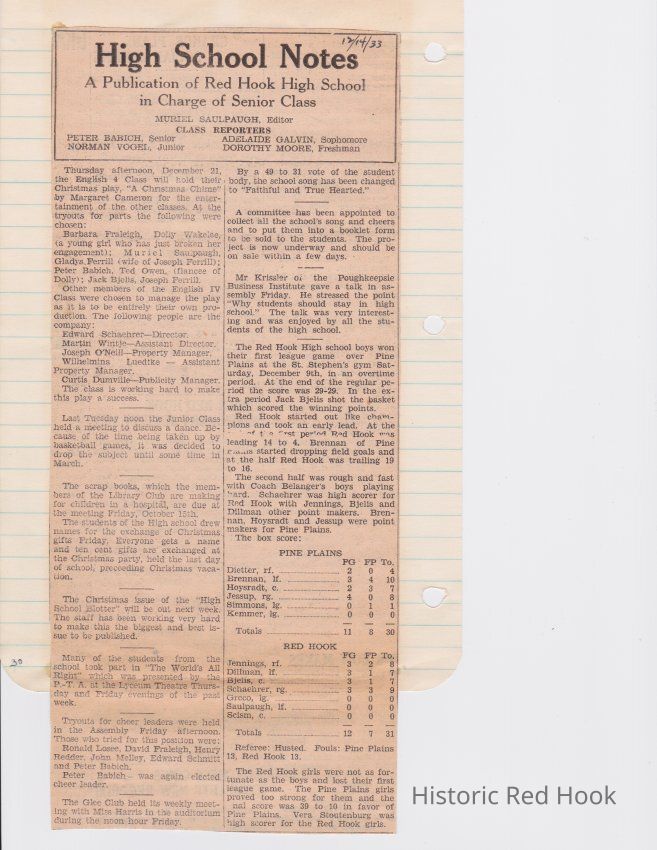 12/14/33
High School Notes
A Publication of Red Hook High School
in Charge of Senior Class
MURIEL SAULPAUGH, Editor
CLASS REPORTERS
PETER BABICH, Senior
ADELAIDE GALVIN, Sophomore
NORMAN VOGEL, Junior
DOROTHY MOORE, Freshman
Thursday afternoon, December 21,
the English 4 Class will hold their
Christmas play, "A Christmas Chime"
by Margaret Cameron for the enter-
tainment of the other classes. At the
tryouts for parts the following were
chosen:
Barbara Fraleigh, Dolly Wakelee,
(a young girl who has just broken her
engagement); Muriel Saulpaugh,
Gladys Ferrill (wife of Joseph Ferrill);
Peter Babich, Ted Owen, (fiancee of
Dolly); Jack Bjelis, Joseph Ferrill.
Other members of the English IV
Class were chosen to manage the play
as it is to be entirely their own pro-
duction. The following people are the
company:
Edward Schaehrer—Director.
Martin Wintje—Assistant Director.
Joseph O'Neill—Property Manager.
Wilhelmina Luedtke — Assistant
Property Manager.
Curtis Dumville—Publicity Manager.
The class is working hard to make
this play a success.
Last Tuesday noon the Junior Class
held a meeting to discuss a dance. Be-
cause of the time being taken up by
basketball games, it was decided to
drop the subject until some time in
March.
The scrap books, which the mem-
bers of the Library Club are making
for children in a hospital, are due at
the meeting Friday, October 15th.
The students of the High school drew
names for the exchange of Christmas
gifts Friday. Everyone gets a name
and ten cent gifts are exchanged at
the Christmas party, held the last day
of school, preceeding Christmas vaca-
tion.
The Christmas issue of the "High
School Blotter" will be out next week.
The staff has been working very hard
to make this the biggest and best is-
sue to be published.
30
Many of the students from the
school took part in "The World's All
Right" which was presented by the
P.-T. A. at the Lyceum Theatre Thurs-
day and Friday evenings of the past
week.
Tryouts for cheer leaders were held
in the Assembly Friday afternoon.
Those who tried for this position were:
Ronald Losee, David Fraleigh, Henry
Redder, John Melley, Edward Schmitt
and Peter Babich.
Peter Babich was again elected
cheer leader.
The Glee Club held its weekly meet-
ing with Miss Harris in the auditorium
during the noon hour Friday.
By a 49 to 31 vote of the student
body, the school song has been changed
to "Faithful and True Hearted."
A committee has been appointed to
collect all the school's song and cheers
and to put them into a booklet form
to be sold to the students. The pro-
ject is now underway and should be
on sale within a few days.
Mr Krissler of the Poughkeepsie
Business Institute gave a talk in as-
sembly Friday. He stressed the point
"Why students should stay in high
school." The talk was very interest-
ing and was enjoyed by all the stu-
dents of the high school.
The Red Hook High school boys won
their first league game over Pine
Plains at the St. Stephen's gym Sat-
urday, December 9th, in an overtime
period. At the end of the regular pe-
riod the score was 29-29. In the ex-
tra period Jack Bjelis shot the basket
which scored the winning points.
Red Hook started out like cham-
pions and took an early lead. At the
first period Red Hook was
leading 14 to 4. Brennan of Pine
started dropping field goals and
at the half Red Hook was trailing 19
to 16.
The second half was rough and fast
with Coach Belanger's boys playing
hard. Schaehrer was high scorer for
Red Hook with Jennings, Bjelis and
Dillman other point makers. Bren-
nan, Hoysradt and Jessup were point
makers for Pine Plains.
The box score:
PINE PLAINS
FG FP To.
Dietter, rf. 2 0 4
Brennan, lf. 3 4 10
Hoysradt, c. 2 3 7
Jessup, rg. 4 0 8
Simmons, lg. 0 1 1
Kemmer, lg. 0 0 0
Totals 11 8 30
RED HOOK
FG FP To.
Jennings, rf. 3 2 8
Dillman, lf. 3 1 7
Bjelis, c. 3 1 7
Schaehrer, rg. 3 3 9
Greco, lg. 0 0 0
Saulpaugh, lf. 0 0 0
Scism, c. 0 0 0
Totals 12 7 31
Referee: Husted. Fouls: Pine Plains
13, Red Hook 13.
The Red Hook girls were not as for-
tunate as the boys and lost their first
league game. The Pine Plains girls
proved too strong for them and the
nal score was 39 to 16 in favor of
Pine Plains. Vera Stoutenburg was
high scorer for the Red Hook girls.
Historic Red Hook